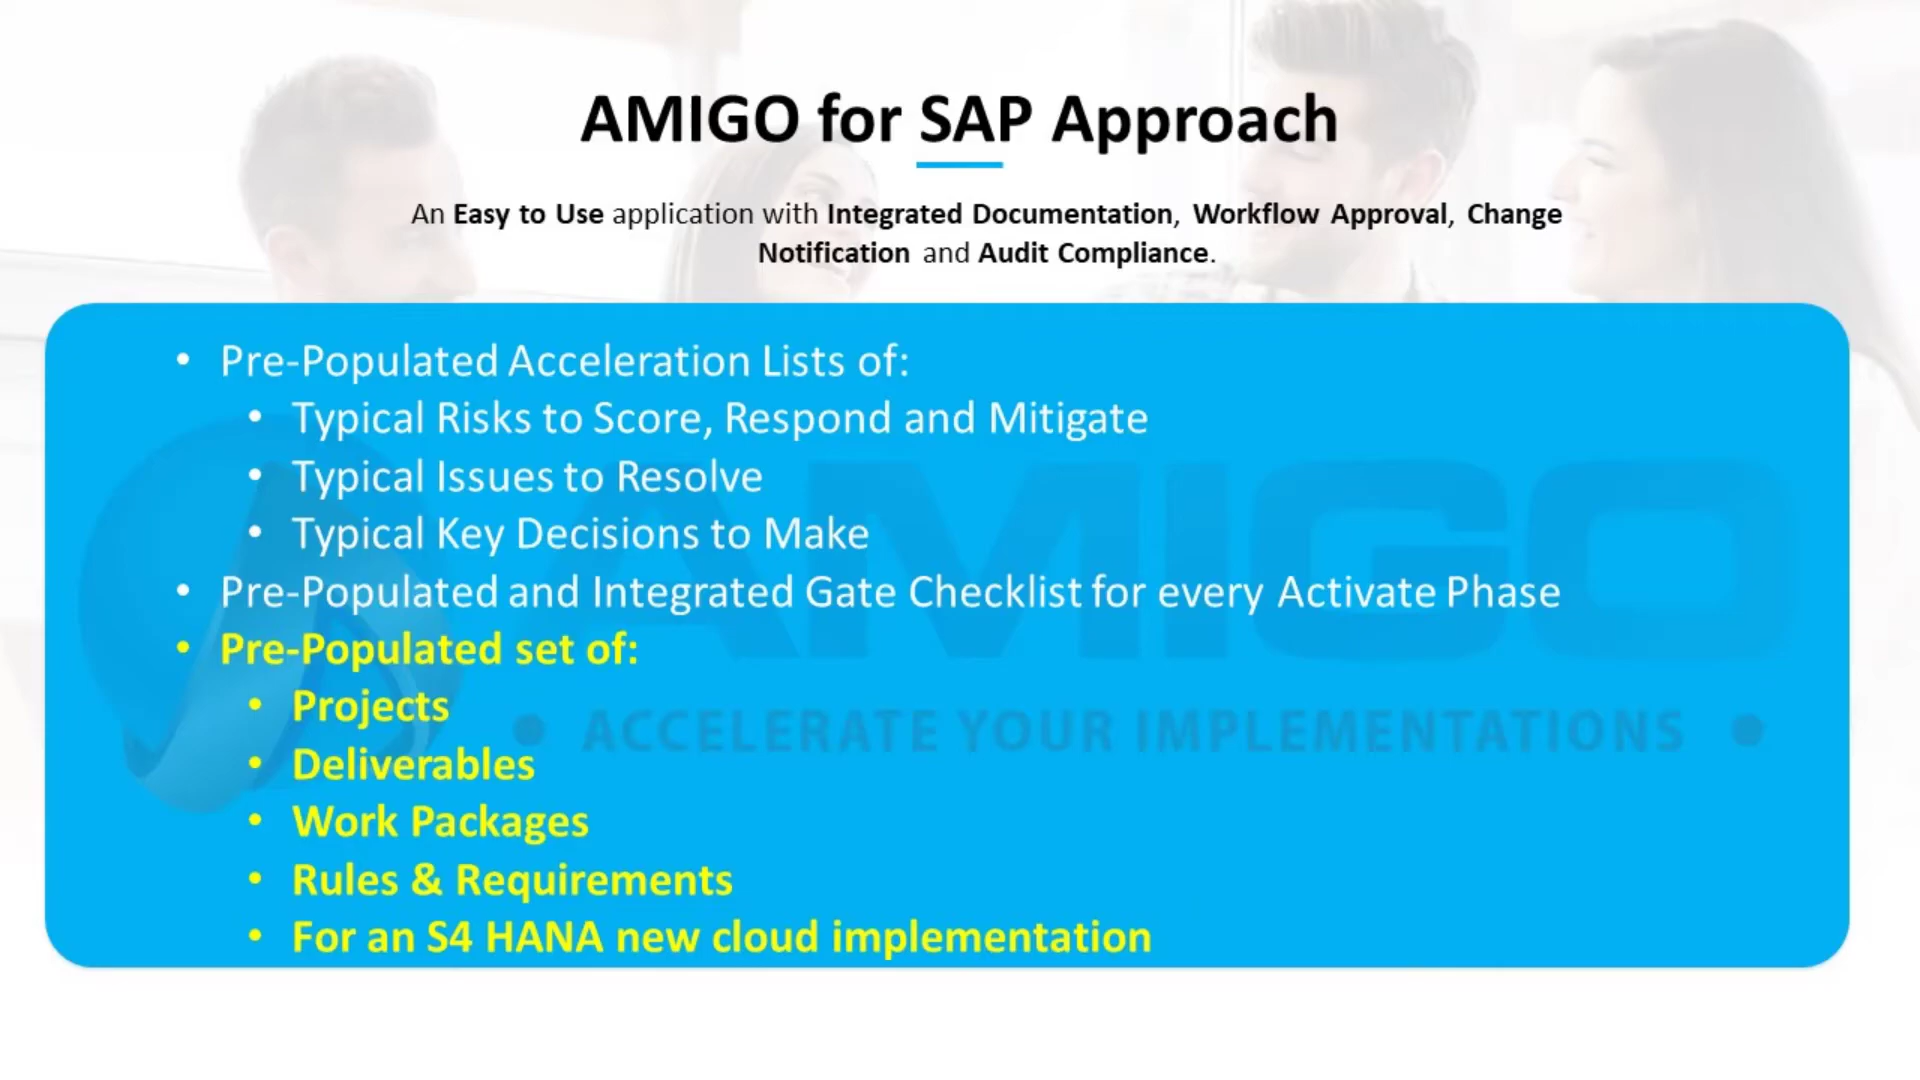 AMIGO for SAP Approach
An Easy to Use application with Integrated Documentation, Workflow Approval, Change
Notification and Audit Compliance.
• Pre-Populated Acceleration Lists of:
• Typical Risks to Score, Respond and Mitigate
• Typical Issues to Resolve
• Typical Key Decisions to Make
• Pre-Populated and Integrated Gate Checklist for every Activate Phase
• Pre-Populated set of:
• Projects
• Deliverables
• Work Packages
• Rules & Requirements
• For an S4 HANA new cloud implementation
AMIGO
• ACCELERATE YOUR IMPLEMENTATIONS •